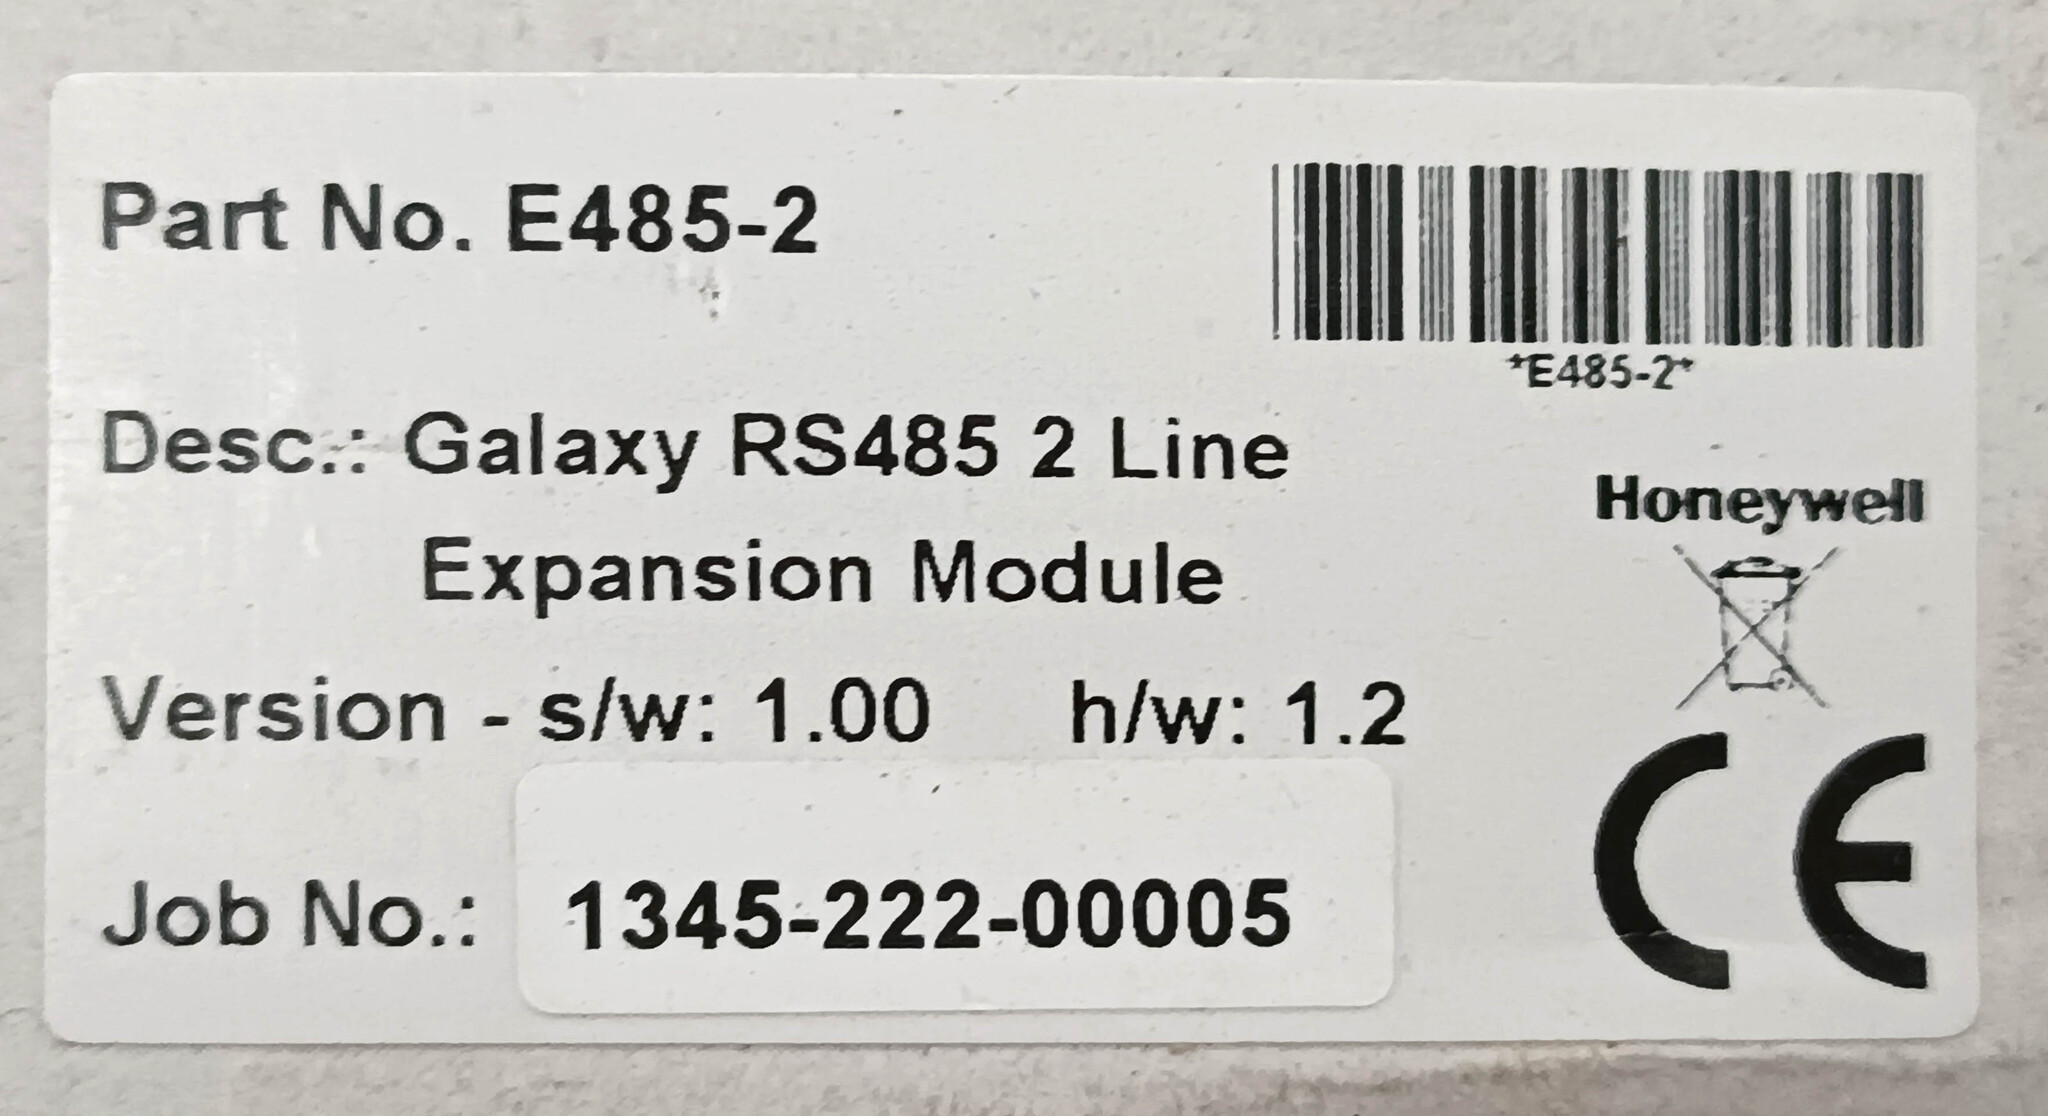 Part No. E485-2
*E485-2*
Desc.: Galaxy RS485 2 Line
Expansion Module
Honeywell
Version - s/w: 1.00 h/w: 1.2
CE
Job No.: 1345-222-00005